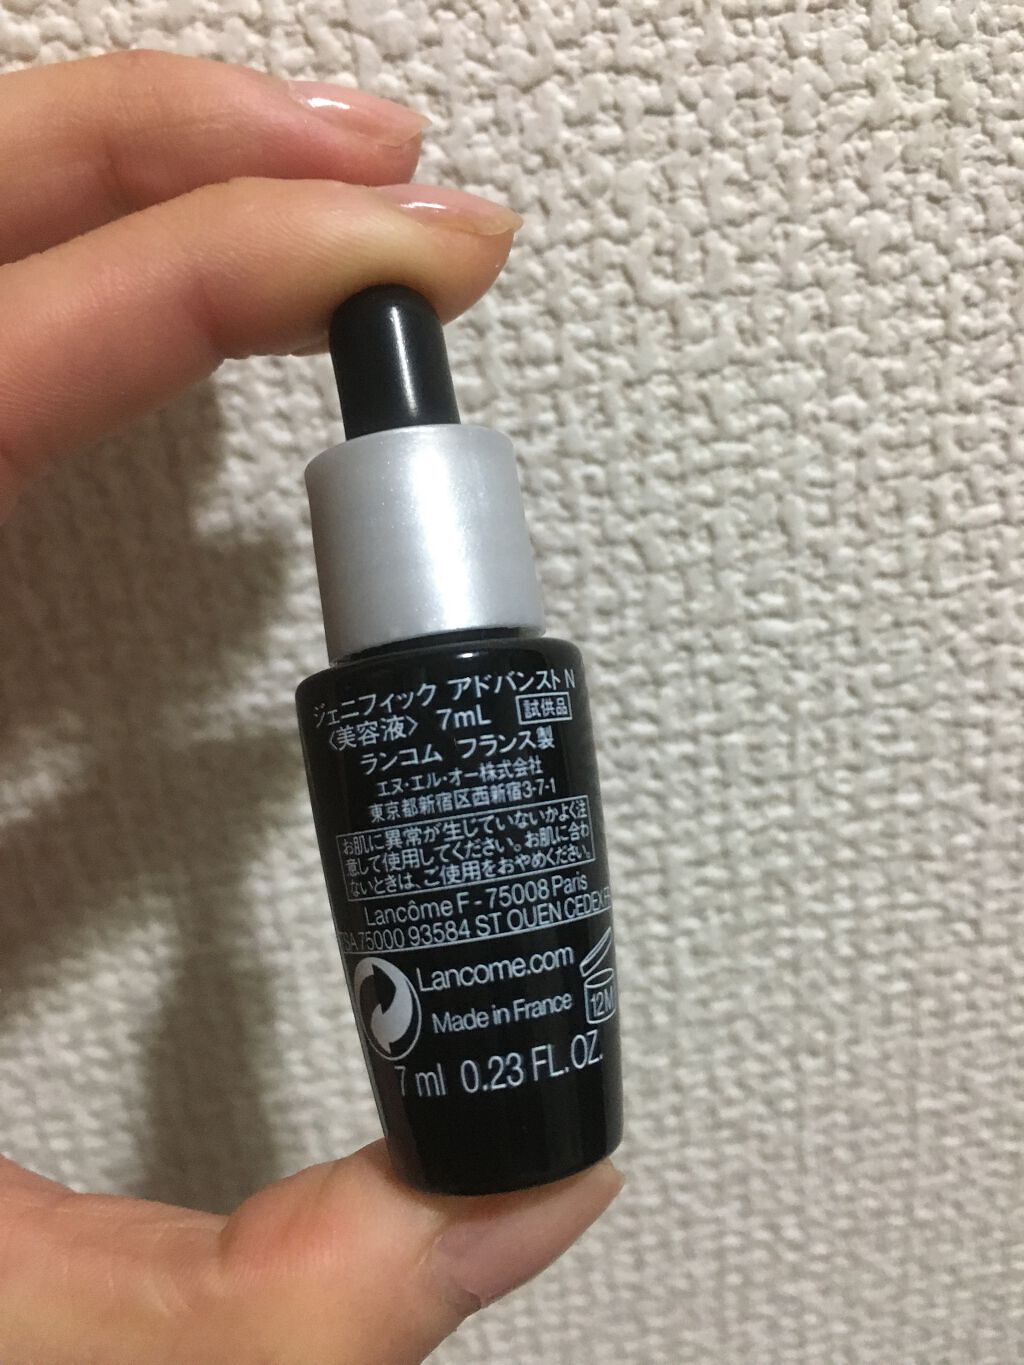 ジェニフィック アドバンスト N
〈美容液〉 7mL 試供品
ランコム フランス製
エヌ・エル・オー株式会社
東京都新宿区西新宿3-7-1
お肌に異常が生じていないかよく注
意して使用してください。お肌に合わ
ないときは、ご使用をおやめください。
Lancôme F - 75008 Paris
TSA 75000 93584 ST OUEN CEDEX FR
Lancome.com
Made in France
12M
7 ml 0.23 FL. OZ.